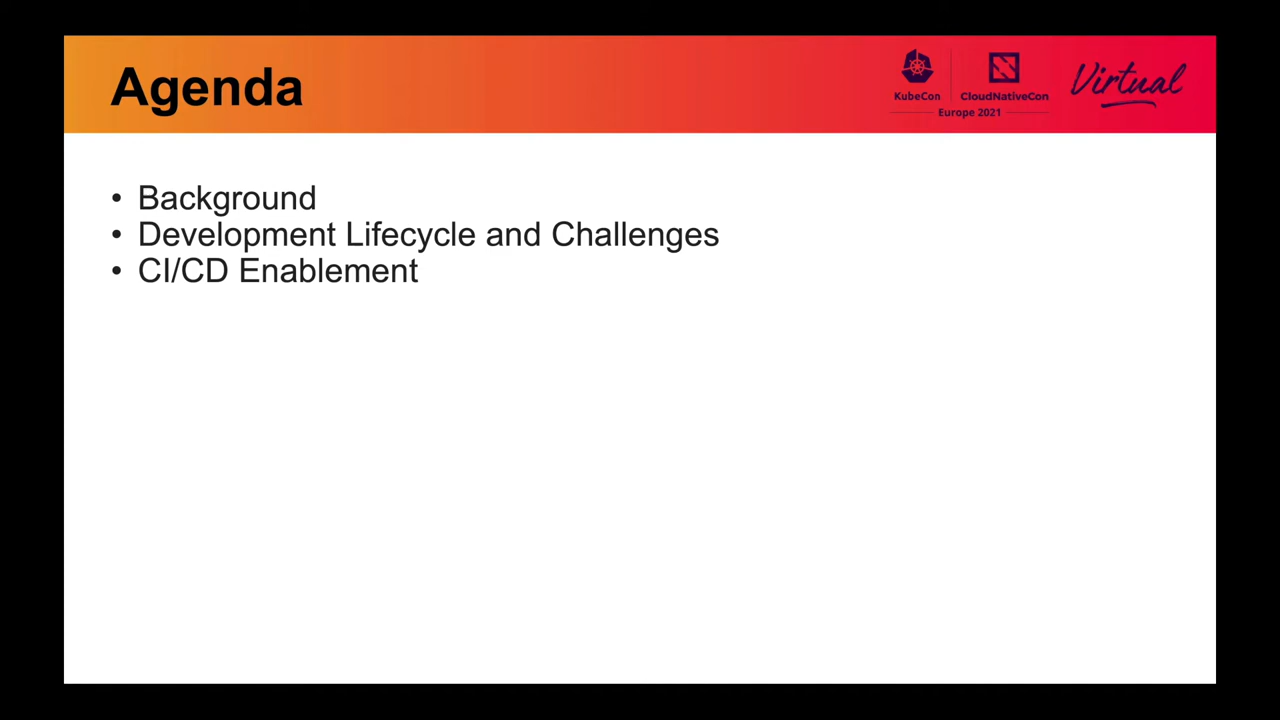 Agenda
KubeCon
CloudNativeCon
Europe 2021
Virtual
• Background
• Development Lifecycle and Challenges
• CI/CD Enablement